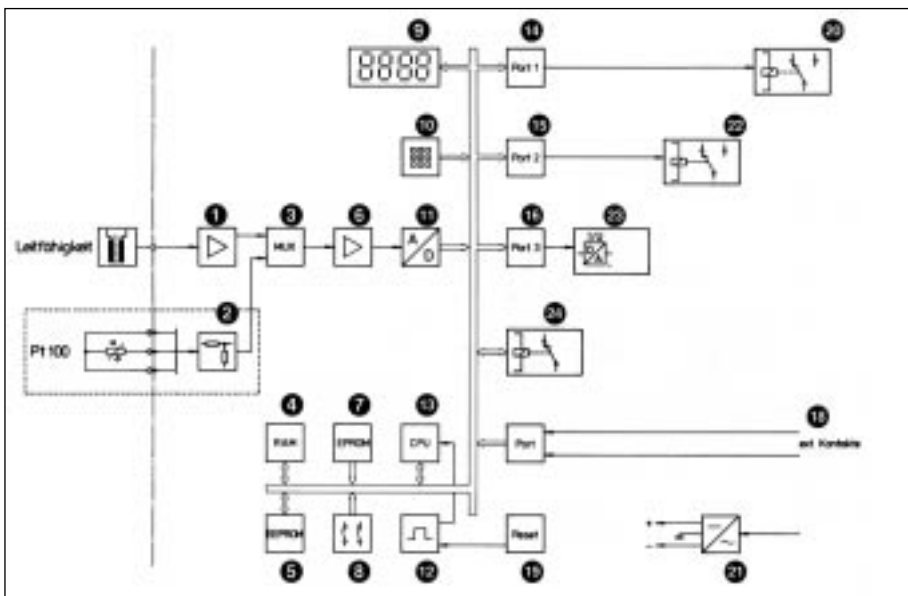 9 14 20
8888 Port 1
10 15 22
Port 2
1 3 6 11 16 23
Leitfähigkeit MUX A D Port 3
2 24
Pt 100
4 7 13 18
RAM EPROM CPU Port ext Kontakte
EEPROM Reset
5 8 12 19 21